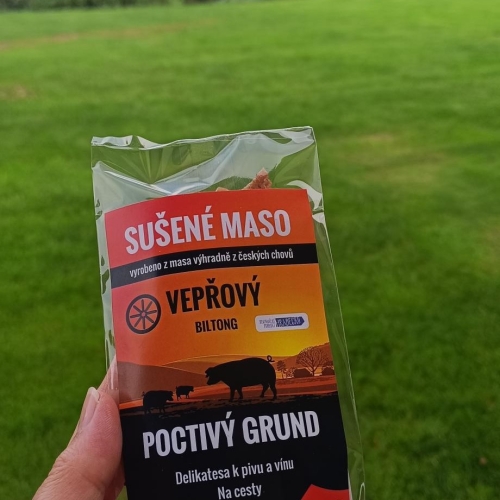 SUŠENÉ MASO
vyrobeno z masa výhradně z českých chovů
VEPŘOVÝ
BILTONG
POCTIVÝ GRUND
Delikatesa k pivu a vínu
Na cesty